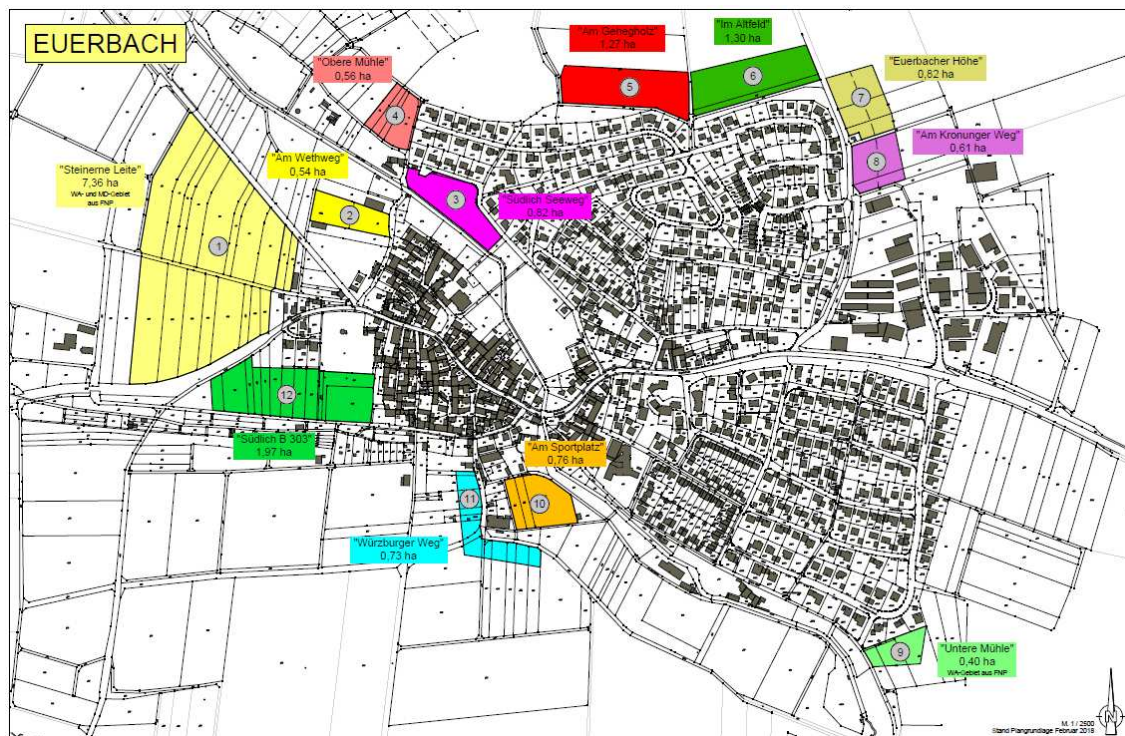 EUERBACH
"Am Gehegholz"
1,27 ha
"Im Altfeld"
1,30 ha
"Obere Mühle"
0,56 ha
"Euerbacher Höhe"
0,82 ha
5
6
7
4
"Am Kronunger Weg"
0,61 ha
"Am Wethweg"
0,54 ha
"Steinerne Leite"
7,36 ha
WA- und MD-Gebiet
aus FNP
8
3
"Südlich Seeweg"
0,82 ha
2
1
12
"Südlich B 303"
1,97 ha
"Am Sportplatz"
0,76 ha
11
10
"Würzburger Weg"
0,73 ha
9
"Untere Mühle"
0,40 ha
WA-Gebiet aus FNP
M. 1 / 2500
Stand Plangrundlage Februar 2018
N